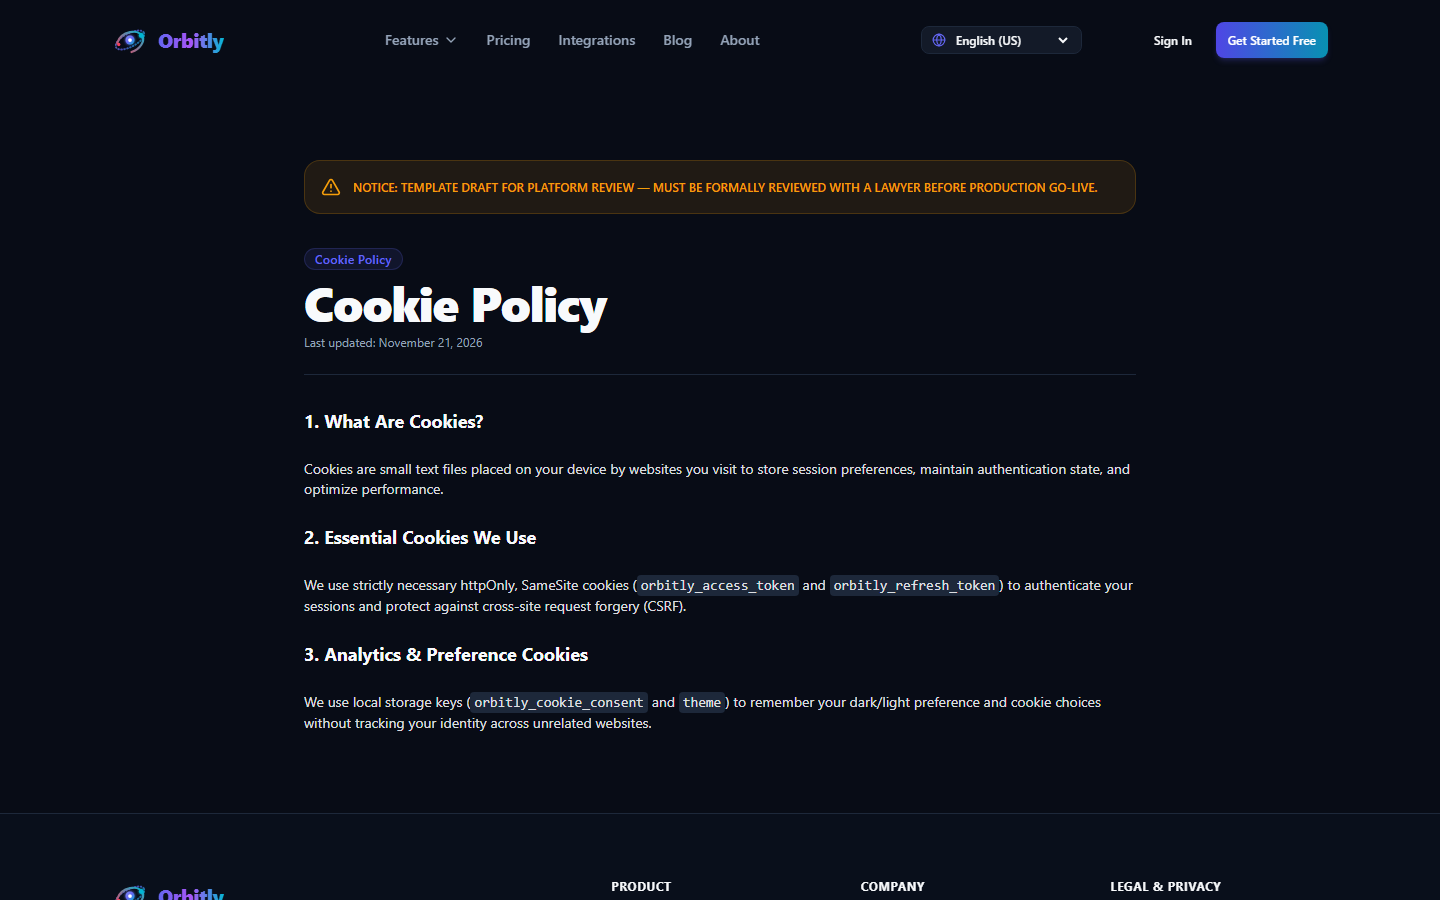 Orbitly
Features
Pricing
Integrations
Blog
About
English (US)
Sign In
Get Started Free
NOTICE: TEMPLATE DRAFT FOR PLATFORM REVIEW — MUST BE FORMALLY REVIEWED WITH A LAWYER BEFORE PRODUCTION GO-LIVE.
Cookie Policy
Cookie Policy
Last updated: November 21, 2026
1. What Are Cookies?
Cookies are small text files placed on your device by websites you visit to store session preferences, maintain authentication state, and
optimize performance.
2. Essential Cookies We Use
We use strictly necessary httpOnly, SameSite cookies (orbitly_access_token and orbitly_refresh_token) to authenticate your
sessions and protect against cross-site request forgery (CSRF).
3. Analytics & Preference Cookies
We use local storage keys (orbitly_cookie_consent and theme) to remember your dark/light preference and cookie choices
without tracking your identity across unrelated websites.
Orbitly
PRODUCT
COMPANY
LEGAL & PRIVACY